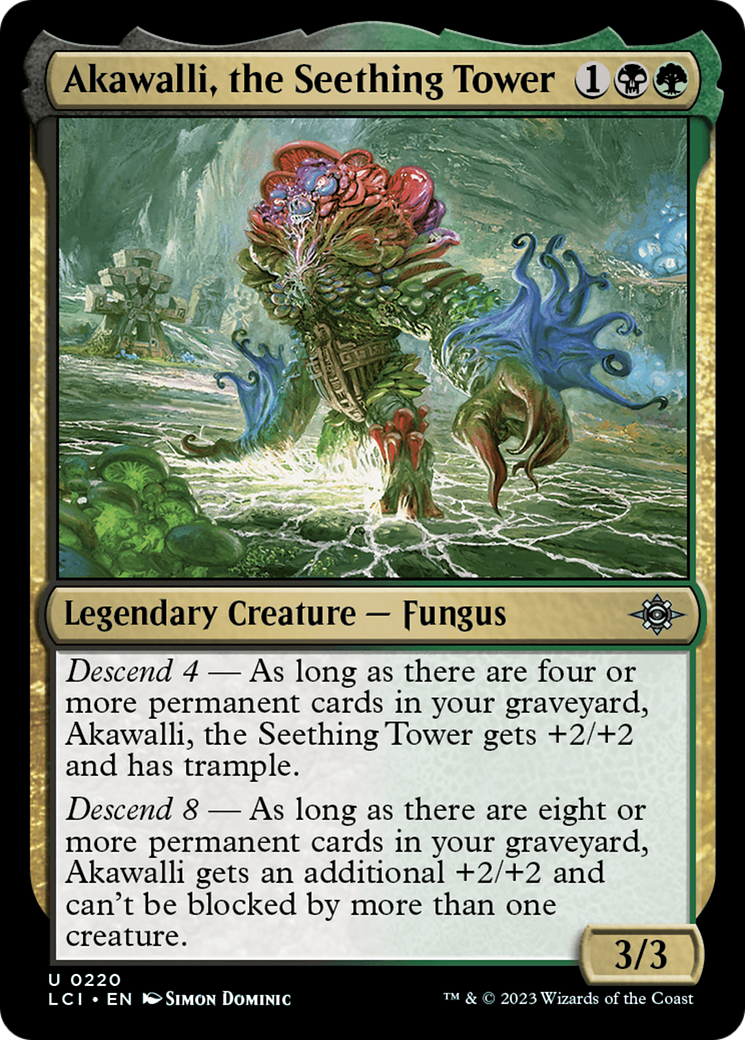 Akawalli, the Seething Tower 1
Legendary Creature — Fungus
Descend 4 — As long as there are four or
more permanent cards in your graveyard,
Akawalli, the Seething Tower gets +2/+2
and has trample.
Descend 8 — As long as there are eight or
more permanent cards in your graveyard,
Akawalli gets an additional +2/+2 and
can't be blocked by more than one
creature.
3/3
U 0220
LCI • EN Simon Dominic
™ & © 2023 Wizards of the Coast